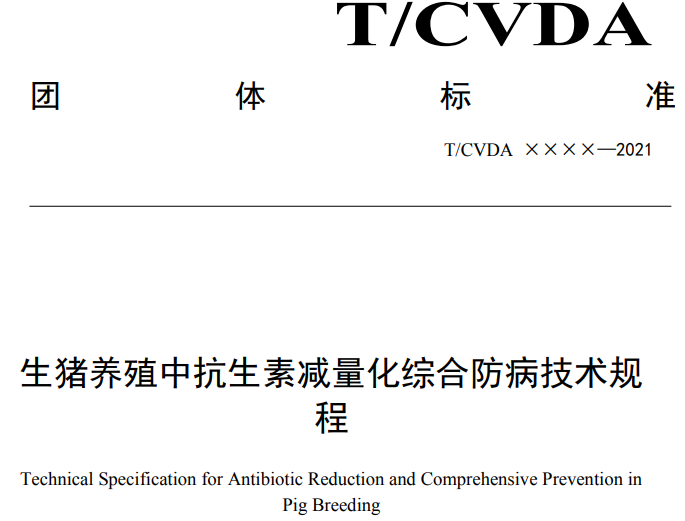 T/CVDA
团体标准
T/CVDA ××××—2021
生猪养殖中抗生素减量化综合防病技术规
程
Technical Specification for Antibiotic Reduction and Comprehensive Prevention in
Pig Breeding